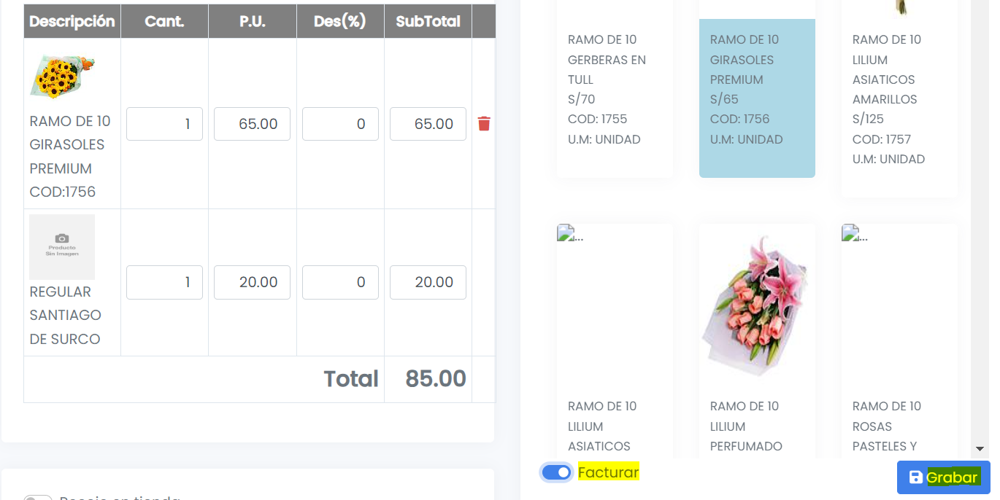 Descripción Cant. P.U. Des(%) SubTotal
RAMO DE 10
GIRASOLES
PREMIUM
COD:1756
1 65.00 0 65.00
Producto
Sin Imagen
REGULAR
SANTIAGO
DE SURCO
1 20.00 0 20.00
Total 85.00
Recojo en tienda
RAMO DE 10
GERBERAS EN
TULL
S/70
COD: 1755
U.M: UNIDAD
RAMO DE 10
GIRASOLES
PREMIUM
S/65
COD: 1756
U.M: UNIDAD
RAMO DE 10
LILIUM
ASIATICOS
AMARILLOS
S/125
COD: 1757
U.M: UNIDAD
...
RAMO DE 10
LILIUM
ASIATICOS
RAMO DE 10
LILIUM
PERFUMADO
...
RAMO DE 10
ROSAS
PASTELES Y
Facturar
Grabar